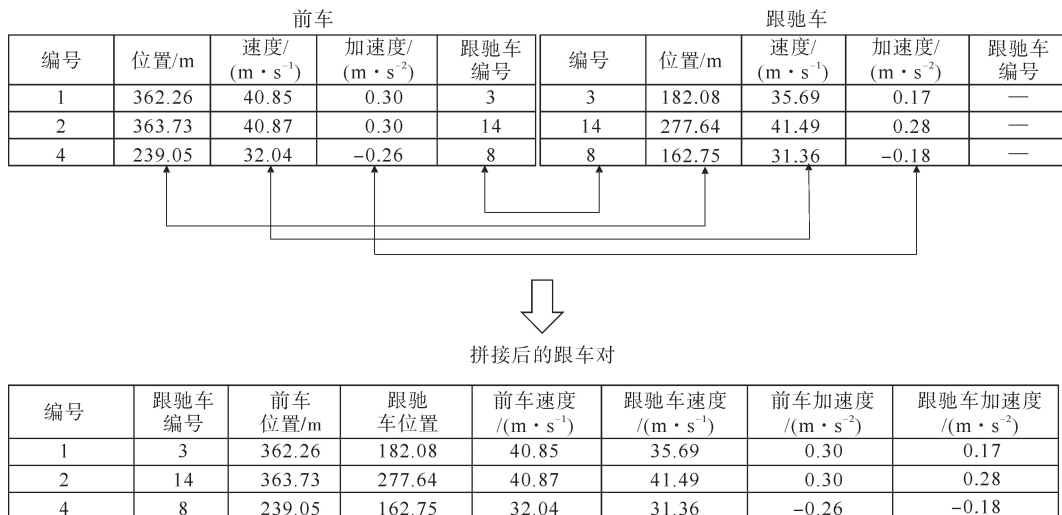 前车 跟驰车
编号 位置/m 速度/(m·s⁻¹) 加速度/(m·s⁻²) 跟驰车编号 编号 位置/m 速度/(m·s⁻¹) 加速度/(m·s⁻²) 跟驰车编号
1 362.26 40.85 0.30 3 3 182.08 35.69 0.17 —
2 363.73 40.87 0.30 14 14 277.64 41.49 0.28 —
4 239.05 32.04 -0.26 8 8 162.75 31.36 -0.18 —
拼接后的跟车对
编号 跟驰车编号 前车位置/m 跟驰车位置 前车速度/(m·s⁻¹) 跟驰车速度/(m·s⁻¹) 前车加速度/(m·s⁻²) 跟驰车加速度/(m·s⁻²)
1 3 362.26 182.08 40.85 35.69 0.30 0.17
2 14 363.73 277.64 40.87 41.49 0.30 0.28
4 8 239.05 162.75 32.04 31.36 -0.26 -0.18